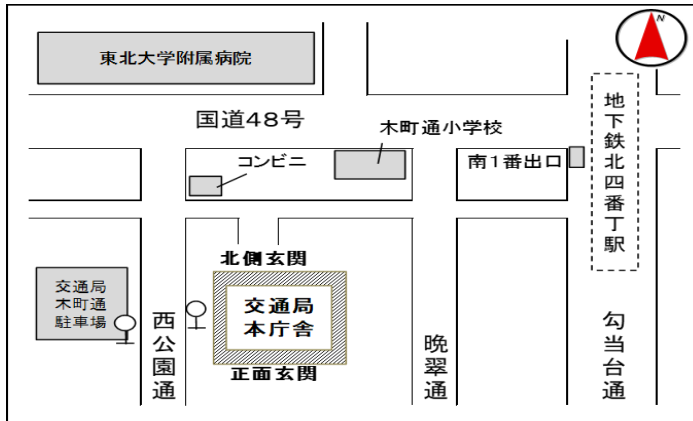 東北大学附属病院
N
国道48号
木町通小学校
コンビニ
南1番出口
地下鉄北四番丁駅
北側玄関
交通局
木町通
駐車場
交通局
本庁舎
正面玄関
西公園通
晩翠通
勾当台通